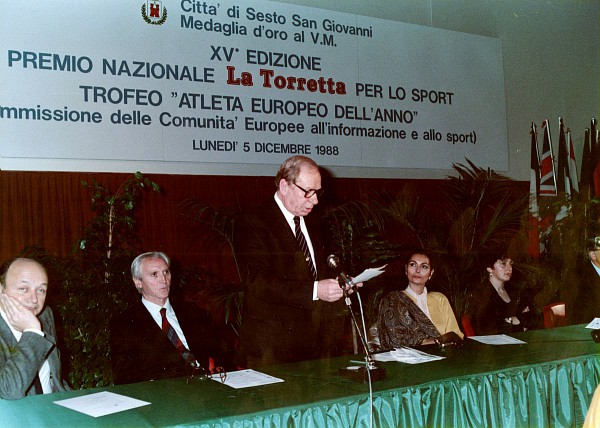 Citta' di Sesto San Giovanni
Medaglia d'oro al V.M.
XV° EDIZIONE
PREMIO NAZIONALE La Torretta PER LO SPORT
TROFEO "ATLETA EUROPEO DELL'ANNO"
mmissione delle Comunita' Europee all'informazione e allo sport)
LUNEDI' 5 DICEMBRE 1988